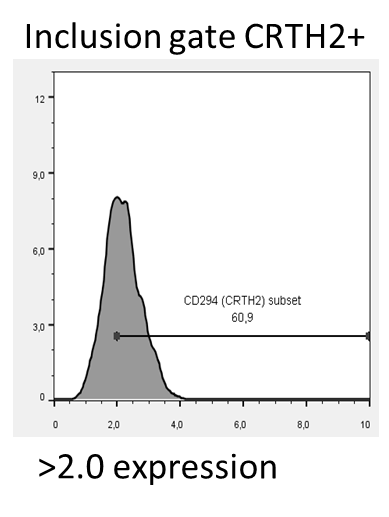 Inclusion gate CRTH2+
12
9,0
6,0
3,0
0
CD294 (CRTH2) subset
60,9
0 2,0 4,0 6,0 8,0 10
>2.0 expression